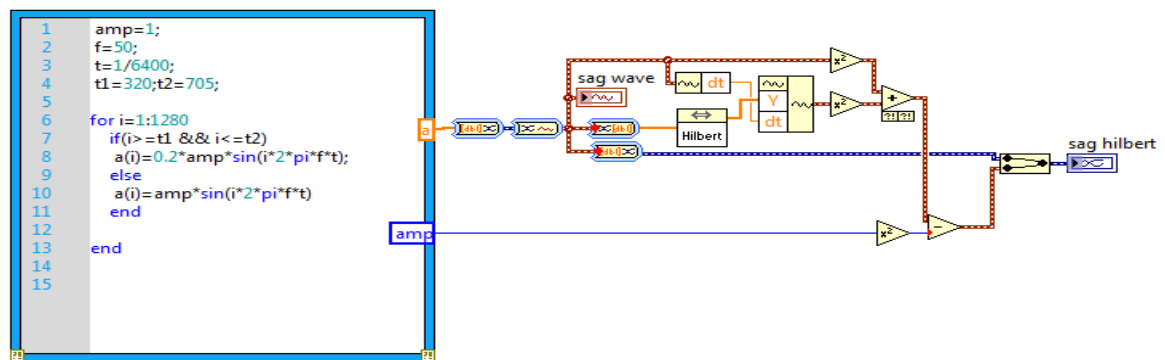 1 amp=1;
2 f=50;
3 t=1/6400;
4 t1=320;t2=705;
5
6 for i=1:1280
7 if(i>=t1 && i<=t2)
8 a(i)=0.2*amp*sin(i*2*pi*f*t);
9 else
10 a(i)=amp*sin(i*2*pi*f*t)
11 end
12
13 end
14
15
a
amp
sag wave
dt
Y
dt
Hilbert
x²
x²
+
?!?!
x²
-
sag hilbert